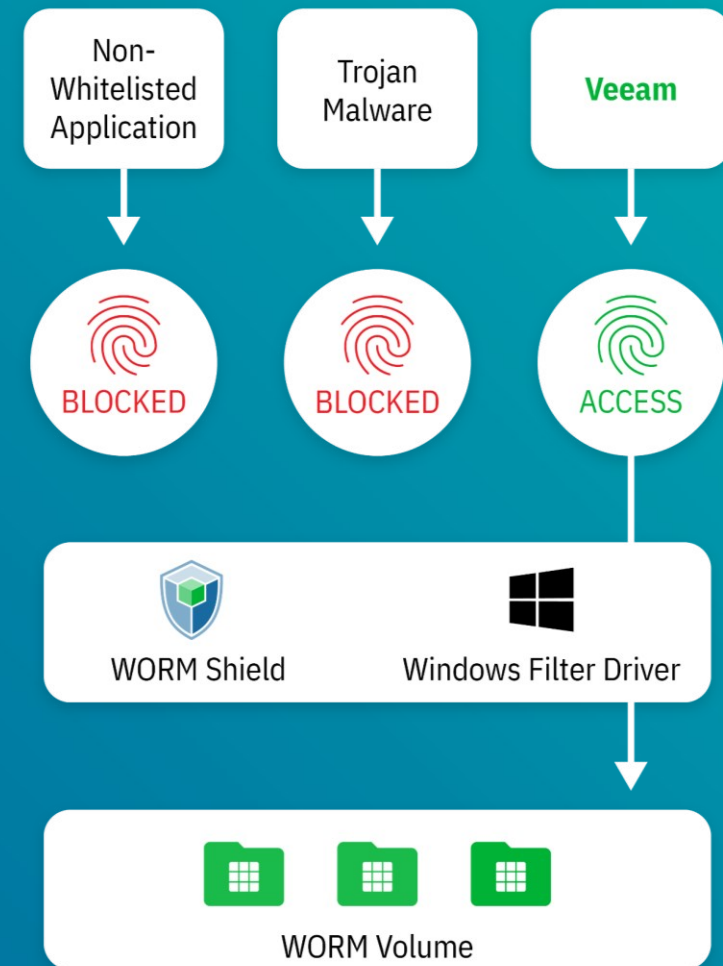 Non-
Whitelisted
Application
Trojan
Malware
Veeam
BLOCKED
BLOCKED
ACCESS
WORM Shield
Windows Filter Driver
WORM Volume